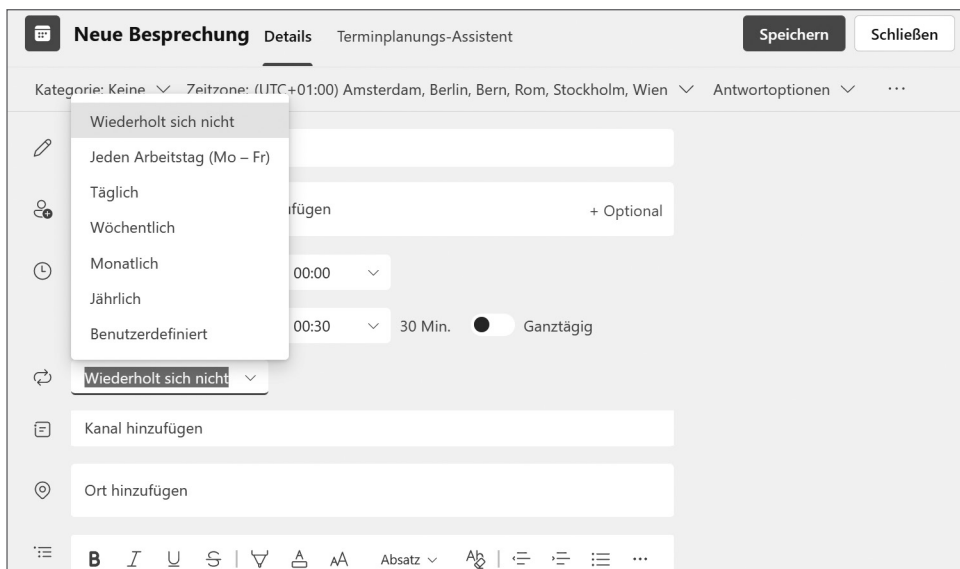 Neue Besprechung Details Terminplanungs-Assistent Speichern Schließen
Kategorie: Keine Zeitzone: (UTC+01:00) Amsterdam, Berlin, Bern, Rom, Stockholm, Wien Antwortoptionen ...
Wiederholt sich nicht
Jeden Arbeitstag (Mo – Fr)
Täglich
Wöchentlich
Monatlich
Jährlich
Benutzerdefiniert
+ Optional
00:00
00:30 30 Min. Ganztägig
Wiederholt sich nicht
Kanal hinzufügen
Ort hinzufügen
B I U S A AA Absatz Ab ...